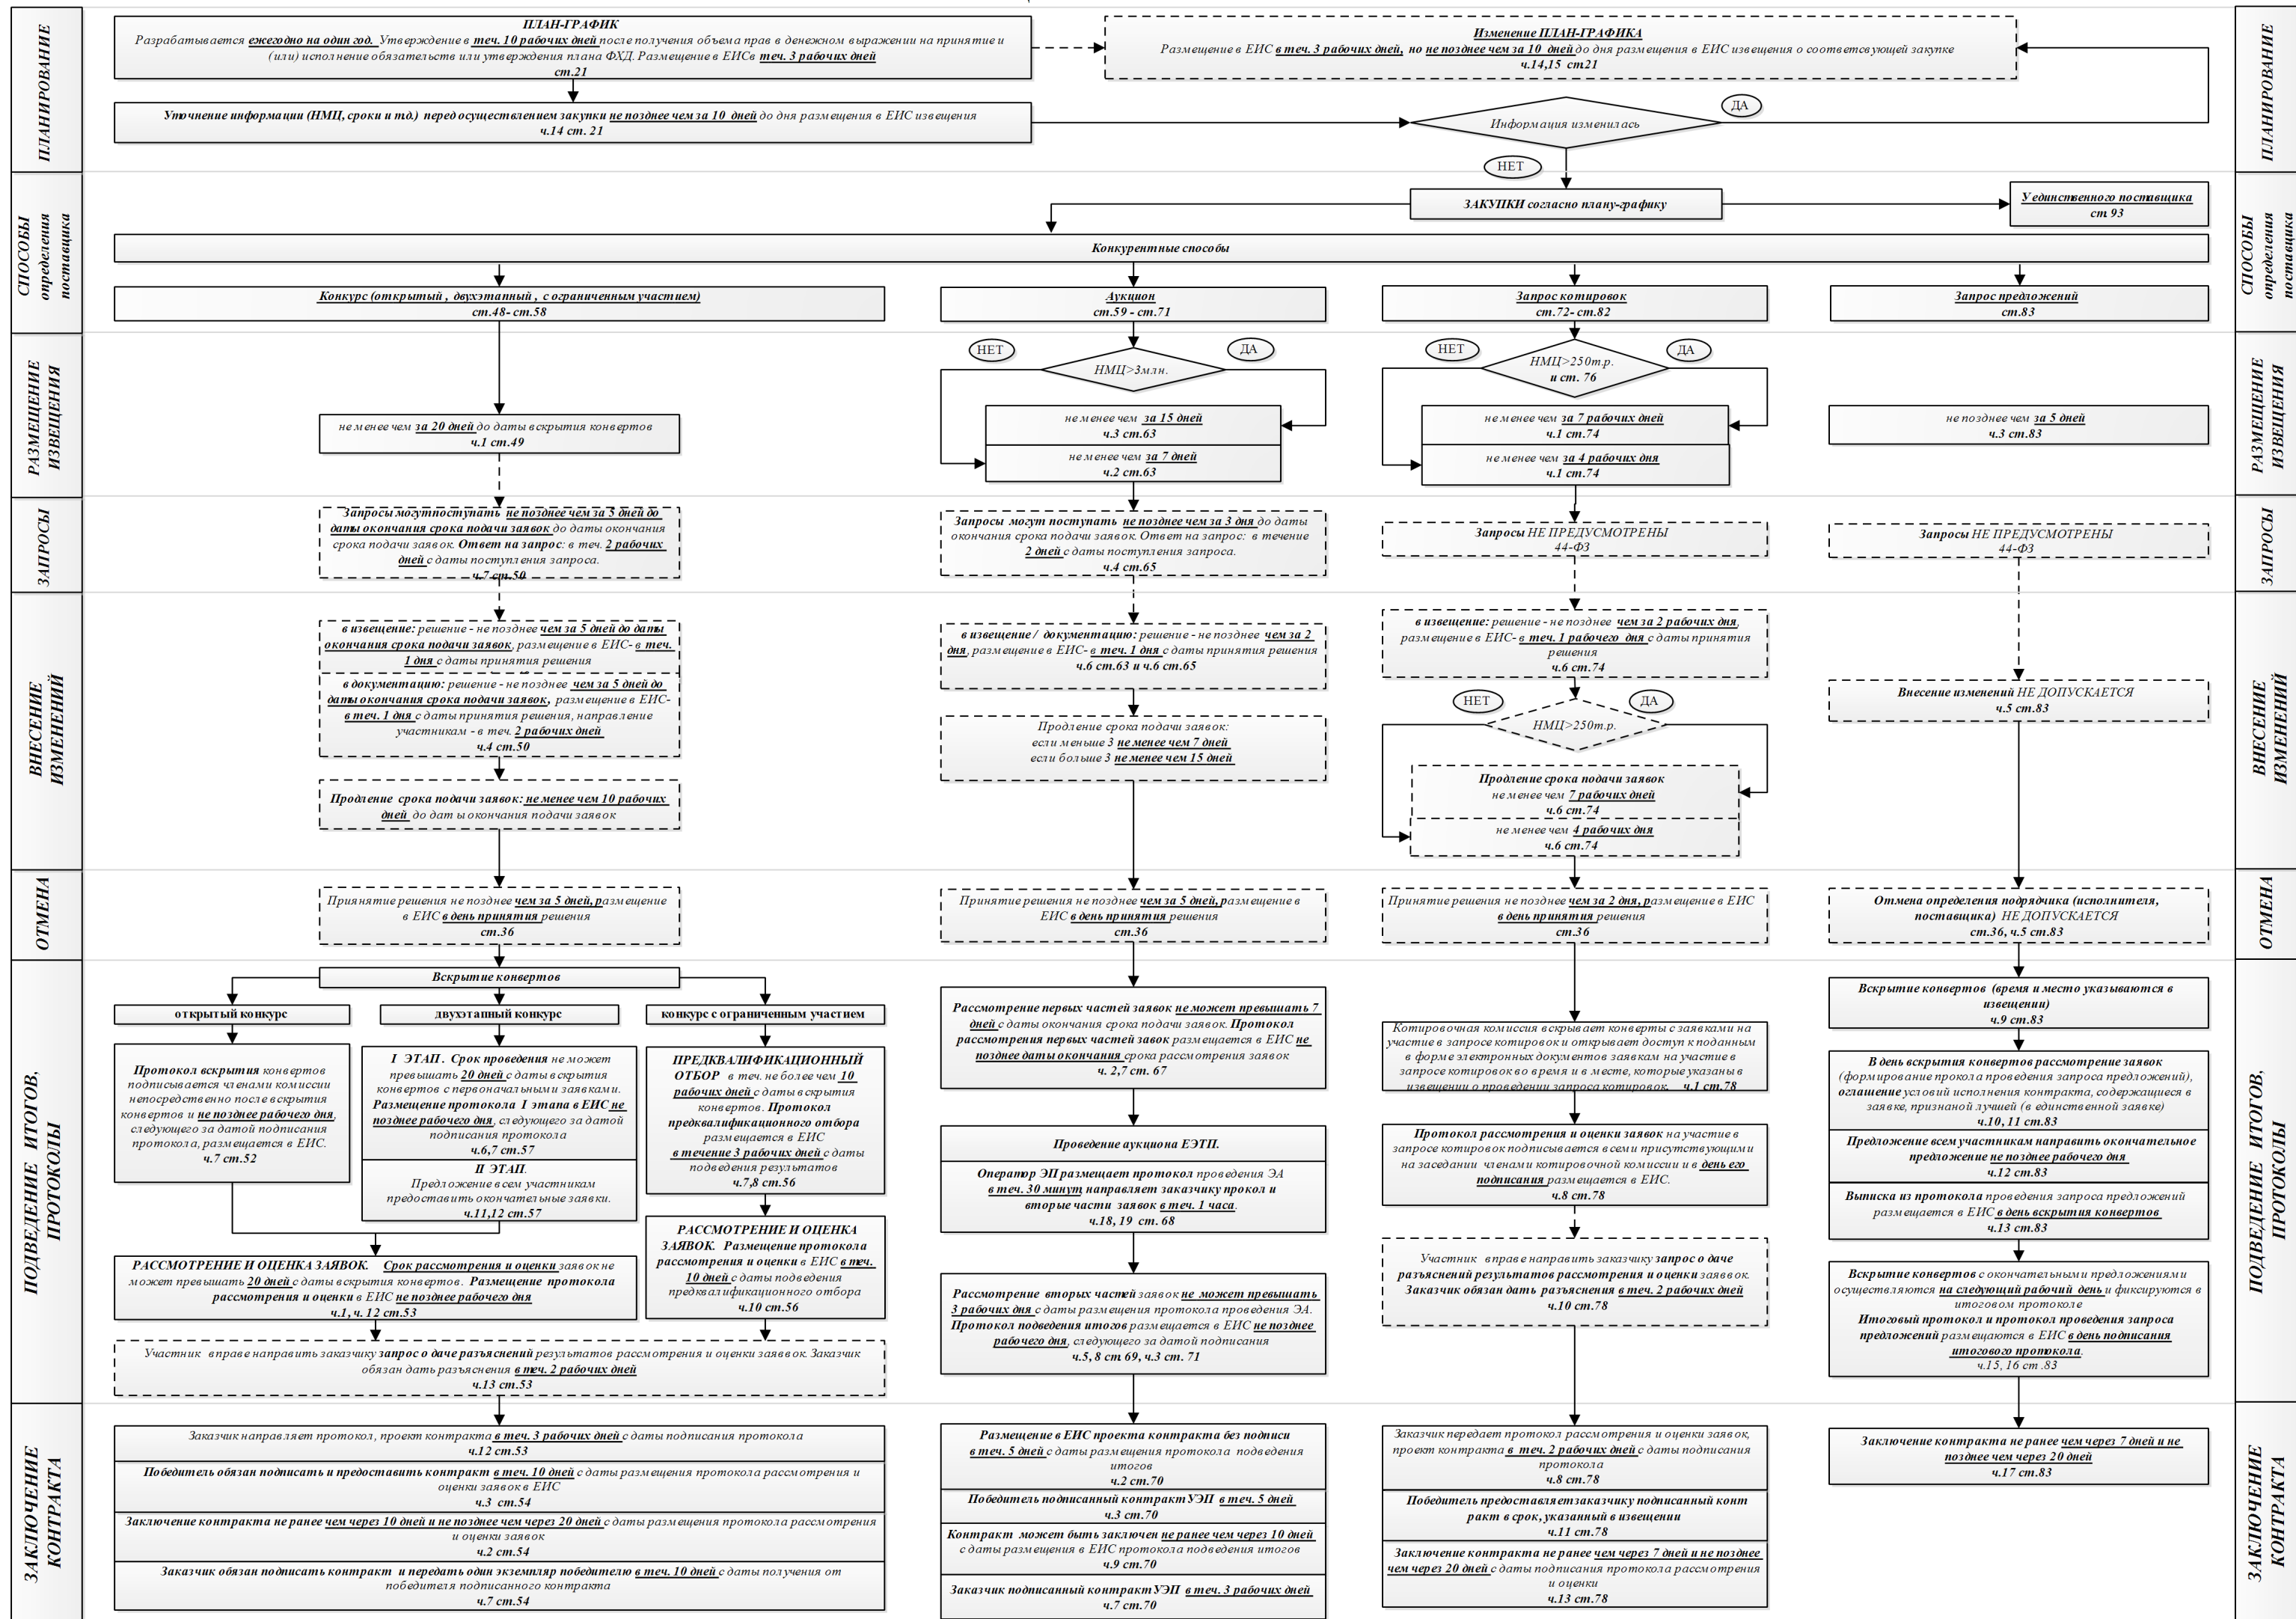 ПЛАНИРОВАНИЕ
ПЛАН-ГРАФИК
Разрабатывается ежегодно на один год. Утверждение в теч. 10 рабочих дней после получения объема прав в денежном выражении на принятие и
(или) исполнение обязательств или утверждения плана ФХД. Размещение в ЕИСв теч. 3 рабочих дней
ст.21
Изменение ПЛАН-ГРАФИКА
Размещение в ЕИС в теч. 3 рабочих дней, но не позднее чем за 10 дней до дня размещения в ЕИС извещения о соответсвующей закупке
ч.14,15 ст21
ПЛАНИРОВАНИЕ
Уточнение информации (НМЦ, сроки и т.д.) перед осуществлением закупки не позднее чем за 10 дней до дня размещения в ЕИС извещения
ч.14 ст. 21
Информация изменилась
ДА
НЕТ
СПОСОБЫ
определения
поставщика
ЗАКУПКИ согласно плану-графику
У единственного поставщика
ст. 93
СПОСОБЫ
определения
поставщика
Конкурентные способы
Конкурс (открытый , двухэтапный , с ограниченным участием)
ст.48- ст.58
Аукцион
ст.59 - ст.71
Запрос котировок
ст.72- ст.82
Запрос предложений
ст.83
РАЗМЕЩЕНИЕ
ИЗВЕЩЕНИЯ
не менее чем за 20 дней до даты вскрытия конвертов
ч.1 ст.49
НЕТ
ДА
НМЦ>3млн.
не менее чем за 15 дней
ч.3 ст.63
не менее чем за 7 дней
ч.2 ст.63
НЕТ
ДА
НМЦ>250т.р.
и ст. 76
не менее чем за 7 рабочих дней
ч.1 ст.74
не менее чем за 4 рабочих дня
ч.1 ст.74
не позднее чем за 5 дней
ч.3 ст.83
РАЗМЕЩЕНИЕ
ИЗВЕЩЕНИЯ
ЗАПРОСЫ
Запросы могутпоступать не позднее чем за 5 дней до
даты окончания срока подачи заявок до даты окончания
срока подачи заявок. Ответ на запрос: в теч. 2 рабочих
дней с даты поступления запроса.
ч.7 ст.50
Запросы могут поступать не позднее чем за 3 дня до даты
окончания срока подачи заявок. Ответ на запрос: в течение
2 дней с даты поступления запроса.
ч.4 ст.65
Запросы НЕ ПРЕДУСМОТРЕНЫ
44-ФЗ
Запросы НЕ ПРЕДУСМОТРЕНЫ
44-ФЗ
ЗАПРОСЫ
ВНЕСЕНИЕ
ИЗМЕНЕНИЙ
в извещение: решение - не позднее чем за 5 дней до даты
окончания срока подачи заявок, размещение в ЕИС- в теч.
1 дня с даты принятия решения
в документацию: решение - не позднее чем за 5 дней до
даты окончания срока подачи заявок, размещение в ЕИС-
в теч. 1 дня с даты принятия решения, направление
участникам - в теч. 2 рабочих дней
ч.4 ст.50
Продление срока подачи заявок: не менее чем 10 рабочих
дней до даты окончания подачи заявок
в извещение / документацию: решение - не позднее чем за 2
дня, размещение в ЕИС- в теч. 1 дня с даты принятия решения
ч.6 ст.63 и ч.6 ст.65
Продление срока подачи заявок:
если меньше 3 не менее чем 7 дней
если больше 3 не менее чем 15 дней
в извещение: решение - не позднее чем за 2 рабочих дня,
размещение в ЕИС- в теч. 1 рабочего дня с даты принятия
решения
ч.6 ст.74
НЕТ
ДА
НМЦ>250т.р.
Продление срока подачи заявок
не менее чем 7 рабочих дней
ч.6 ст.74
не менее чем 4 рабочих дня
ч.6 ст.74
Внесение изменений НЕ ДОПУСКАЕТСЯ
ч.5 ст.83
ВНЕСЕНИЕ
ИЗМЕНЕНИЙ
ОТМЕНА
Приянятие решения не позднее чем за 5 дней, размещение
в ЕИС в день принятия решения
ст.36
Принятие решения не позднее чем за 5 дней, размещение в
ЕИС в день принятия решения
ст.36
Принятие решения не позднее чем за 2 дня, размещение в ЕИС
в день принятия решения
ст.36
Отмена определения подрядчика (исполнителя,
поставщика) НЕ ДОПУСКАЕТСЯ
ст.36, ч.5 ст.83
ОТМЕНА
ПОДВЕДЕНИЕ ИТОГОВ,
ПРОТОКОЛЫ
Вскрытие конвертов
открытый конкурс
двухэтапный конкурс
конкурс с ограниченным участием
Протокол вскрытия конвертов
подписывается членами комиссии
непосредственно после вскрытия
конвертов и не позднее рабочего дня,
следующего за датой подписания
протокола, размещается в ЕИС.
ч.7 ст.52
I ЭТАП . Срок проведения не может
превышать 20 дней с даты вскрытия
конвертов с первоначальными заявками.
Размещение протокола I этапа в ЕИС не
позднее рабочего дня, следующего за датой
подписания протокола
ч.6,7 ст.57
II ЭТАП.
Предложение всем участникам
предоставить окончательные заявки.
ч.11,12 ст.57
ПРЕДКВАЛИФИКАЦИОННЫЙ
ОТБОР в теч. не более чем 10
рабочих дней с даты вскрытия
конвертов. Протокол
предквалификационного отбора
размещается в ЕИС
в течение 3 рабочих дней с даты
подведения результатов
ч.7,8 ст.56
РАССМОТРЕНИЕ И ОЦЕНКА
ЗАЯВОК. Размещение протокола
рассмотрения и оценки в ЕИС в теч.
10 дней с даты подведения
предквалификационного отбора
ч.10 ст.56
РАССМОТРЕНИЕ И ОЦЕНКА ЗАЯВОК. Срок рассмотрения и оценки заявок не
может превышать 20 дней с даты вскрытия конвертов . Размещение протокола
рассмотрения и оценки в ЕИС не позднее рабочего дня
ч.1, ч. 12 ст.53
Участник вправе направить заказчику запрос о даче разъяснений результатов рассмотрения и оценки заяввок. Заказчик
обязан дать разъяснения в теч. 2 рабочих дней
ч.13 ст.53
Рассмотрение первых частей заявок не может превышать 7
дней с даты окончания срока подачи заявок. Протокол
рассмотрения первых частей завок размещается в ЕИС не
позднее даты окончания срока рассмотрения заявок
ч. 2,7 ст. 67
Проведение аукциона ЕЭТП.
Оператор ЭП размещает протокол проведения ЭА
в теч. 30 минут, направляет заказчику прокол и
вторые части заявок в теч. 1 часа.
ч.18, 19 ст. 68
Рассмотрение вторых частей заявок не может превышать
3 рабочих дня с даты размещения протокола проведения ЭА.
Протокол подведения итогов размещается в ЕИС не позднее
рабочего дня, следующего за датой подписания
ч.5, 8 ст. 69, ч.3 ст. 71
Котировочная комиссия вскрывает конверты с заявками на
участие в запросе котировок и открывает доступ к поданным
в форме электронных документов заявкам на участие в
запросе котировок во время и в месте, которые указаны в
извещении о проведении запроса котировок. ч.1 ст.78
Протокол рассмотрения и оценки заявок на участие в
запросе котировок подписывается всеми присутствующими
на заседании членами котировочной комиссии и в день его
подписания размещается в ЕИС.
ч.8 ст.78
Участник вправе направить заказчику запрос о даче
разъяснений результатов рассмотрения и оценки заяввок.
Заказчик обязан дать разъяснения в теч. 2 рабочих дней
ч.10 ст.78
Вскрытие конвертов (время и место указываются в
извещении)
ч.9 ст.83
В день вскрытия конвертов рассмотрение заявок
(формирование прокола проведения запроса предложений),
оглашение условий исполнения контракта, содержащиеся в
заявке, признаной лучшей (в единственной заявке)
ч.10, 11 ст.83
Предложение всем участникам направить окончательное
предложение не позднее рабочего дня
ч.12 ст.83
Выписка из протокола проведения запроса предложений
размещается в ЕИС в день вскрытия конвертов
ч.13 ст.83
Вскрытие конвертов с окончательными предложениями
осуществляются на следующий рабочий день и фиксируются в
итоговом протоколе
Итоговый протокол и протокол проведения запроса
предложений размещаются в ЕИС в день подписания
итогового протокола.
ч.15, 16 ст .83
ПОДВЕДЕНИЕ ИТОГОВ,
ПРОТОКОЛЫ
ЗАКЛЮЧЕНИЕ
КОНТРАКТА
Заказчик направляет протокол, проект контракта в теч. 3 рабочих дней с даты подписания протокола
ч.12 ст.53
Победитель обязан подписать и предоставить контракт в теч. 10 дней с даты размещения протокола рассмотрения и
оценки заявок в ЕИС
ч.3 ст.54
Заключение контракта не ранее чем через 10 дней и не позднее чем через 20 дней с даты размещения протокола рассмотрения
и оценки заявок
ч.2 ст.54
Заказчик обязан подписать контракт и передать один экземпляр победителю в теч. 10 дней с даты получения от
победителя подписанного контракта
ч.7 ст.54
Размещение в ЕИС проекта контракта без подписи
в теч. 5 дней с даты размещения протокола подведения
итогов
ч.2 ст.70
Победитель подписанный контракт УЭП в теч. 5 дней
ч.3 ст.70
Контракт может быть заключен не ранее чем через 10 дней
с даты размещения в ЕИС протокола подведения итогов
ч.9 ст.70
Заказчик подписанный контракт УЭП в теч. 3 рабочих дней
ч.7 ст.70
Заказчик передает протокол рассмотрения и оценки заявок,
проект контракта в теч. 2 рабочих дней с даты подписания
протокола
ч.8 ст.78
Победитель предоставляетзаказчику подписанный конт
ракт в срок, указанный в извещении
ч.11 ст.78
Заключение контракта не ранее чем через 7 дней и не позднее
чем через 20 дней с даты подписания протокола рассмотрения
и оценки
ч.13 ст.78
Заключение контракта не ранее чем через 7 дней и не
позднее чем через 20 дней
ч.17 ст.83
ЗАКЛЮЧЕНИЕ
КОНТРАКТА